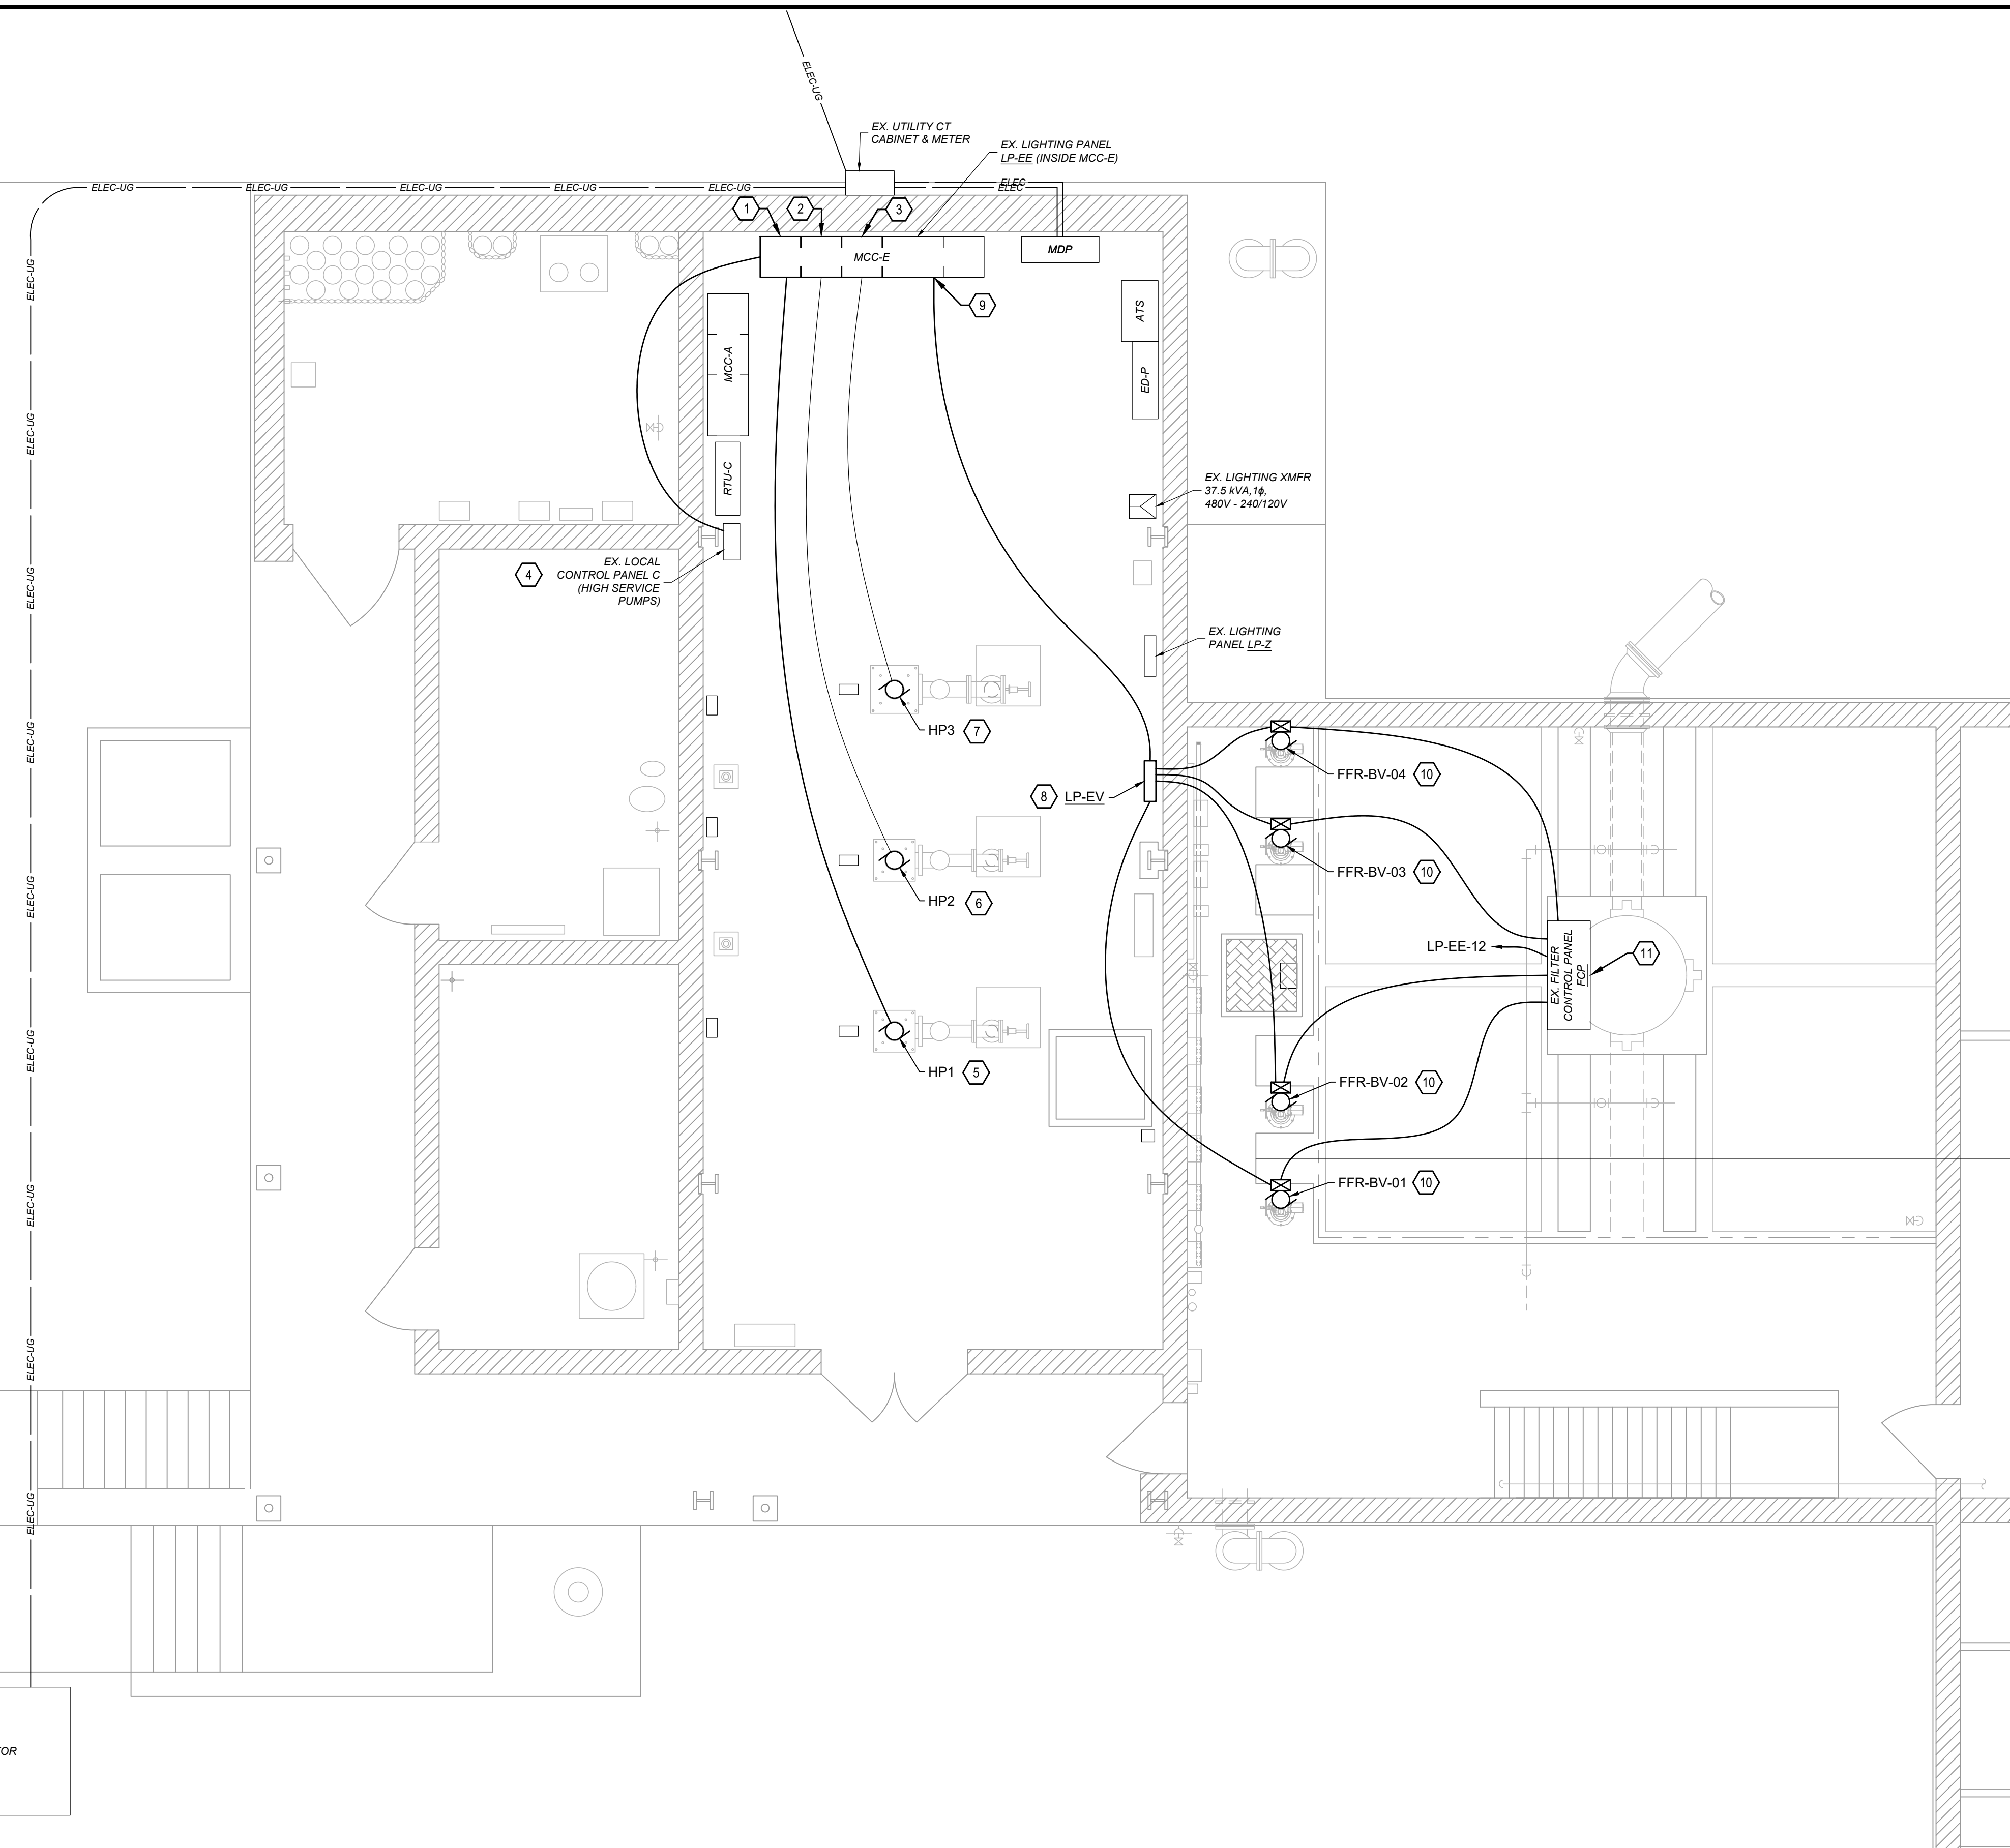 ELEC-UG
EX. UTILITY CT
CABINET & METER
EX. LIGHTING PANEL
LP-EE (INSIDE MCC-E)
ELEC-UG
ELEC-UG
ELEC-UG
ELEC-UG
ELEC-UG
ELEC
ELEC
1
2
3
MCC-E
MDP
9
ATS
ED-P
MCC-A
RTU-C
EX. LIGHTING XMFR
37.5 kVA,1ϕ,
480V - 240/120V
4
EX. LOCAL
CONTROL PANEL C
(HIGH SERVICE
PUMPS)
EX. LIGHTING
PANEL LP-Z
HP3
7
FFR-BV-04
10
8
LP-EV
FFR-BV-03
10
HP2
6
LP-EE-12
EX. FILTER
CONTROL PANEL
FCP
11
HP1
5
FFR-BV-02
10
FFR-BV-01
10
ELEC-UG
ELEC-UG
ELEC-UG
ELEC-UG
ELEC-UG
ELEC-UG
ELEC-UG
ELEC-UG
ELEC-UG
TOR